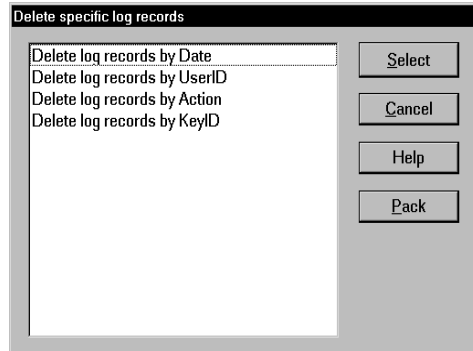 Delete specific log records
Delete log records by Date
Delete log records by UserID
Delete log records by Action
Delete log records by KeyID
Select
Cancel
Help
Pack